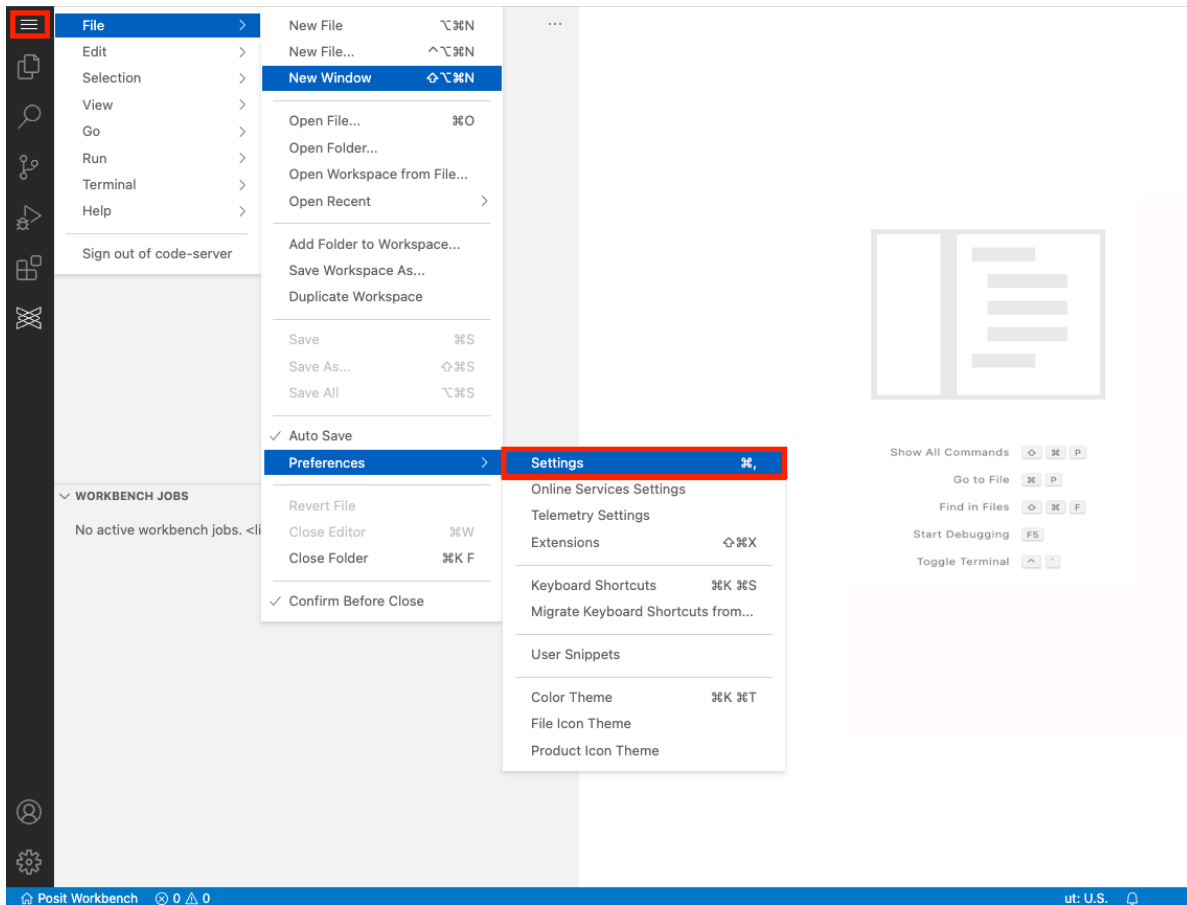 File
Edit
Selection
View
Go
Run
Terminal
Help
Sign out of code-server
New File ⌥⌘N
New File... ^⌥⌘N
New Window ⇧⌥⌘N
Open File... ⌘O
Open Folder...
Open Workspace from File...
Open Recent
Add Folder to Workspace...
Save Workspace As...
Duplicate Workspace
Save ⌘S
Save As... ⇧⌘S
Save All ⌥⌘S
✓ Auto Save
Preferences
Revert File
Close Editor ⌘W
Close Folder ⌘K F
✓ Confirm Before Close
Settings ⌘,
Online Services Settings
Telemetry Settings
Extensions ⇧⌘X
Keyboard Shortcuts ⌘K ⌘S
Migrate Keyboard Shortcuts from...
User Snippets
Color Theme ⌘K ⌘T
File Icon Theme
Product Icon Theme
...
WORKBENCH JOBS
No active workbench jobs. <li
Show All Commands ⇧ ⌘ P
Go to File ⌘ P
Find in Files ⇧ ⌘ F
Start Debugging F5
Toggle Terminal ^ `
Posit Workbench 0 0
ut: U.S.